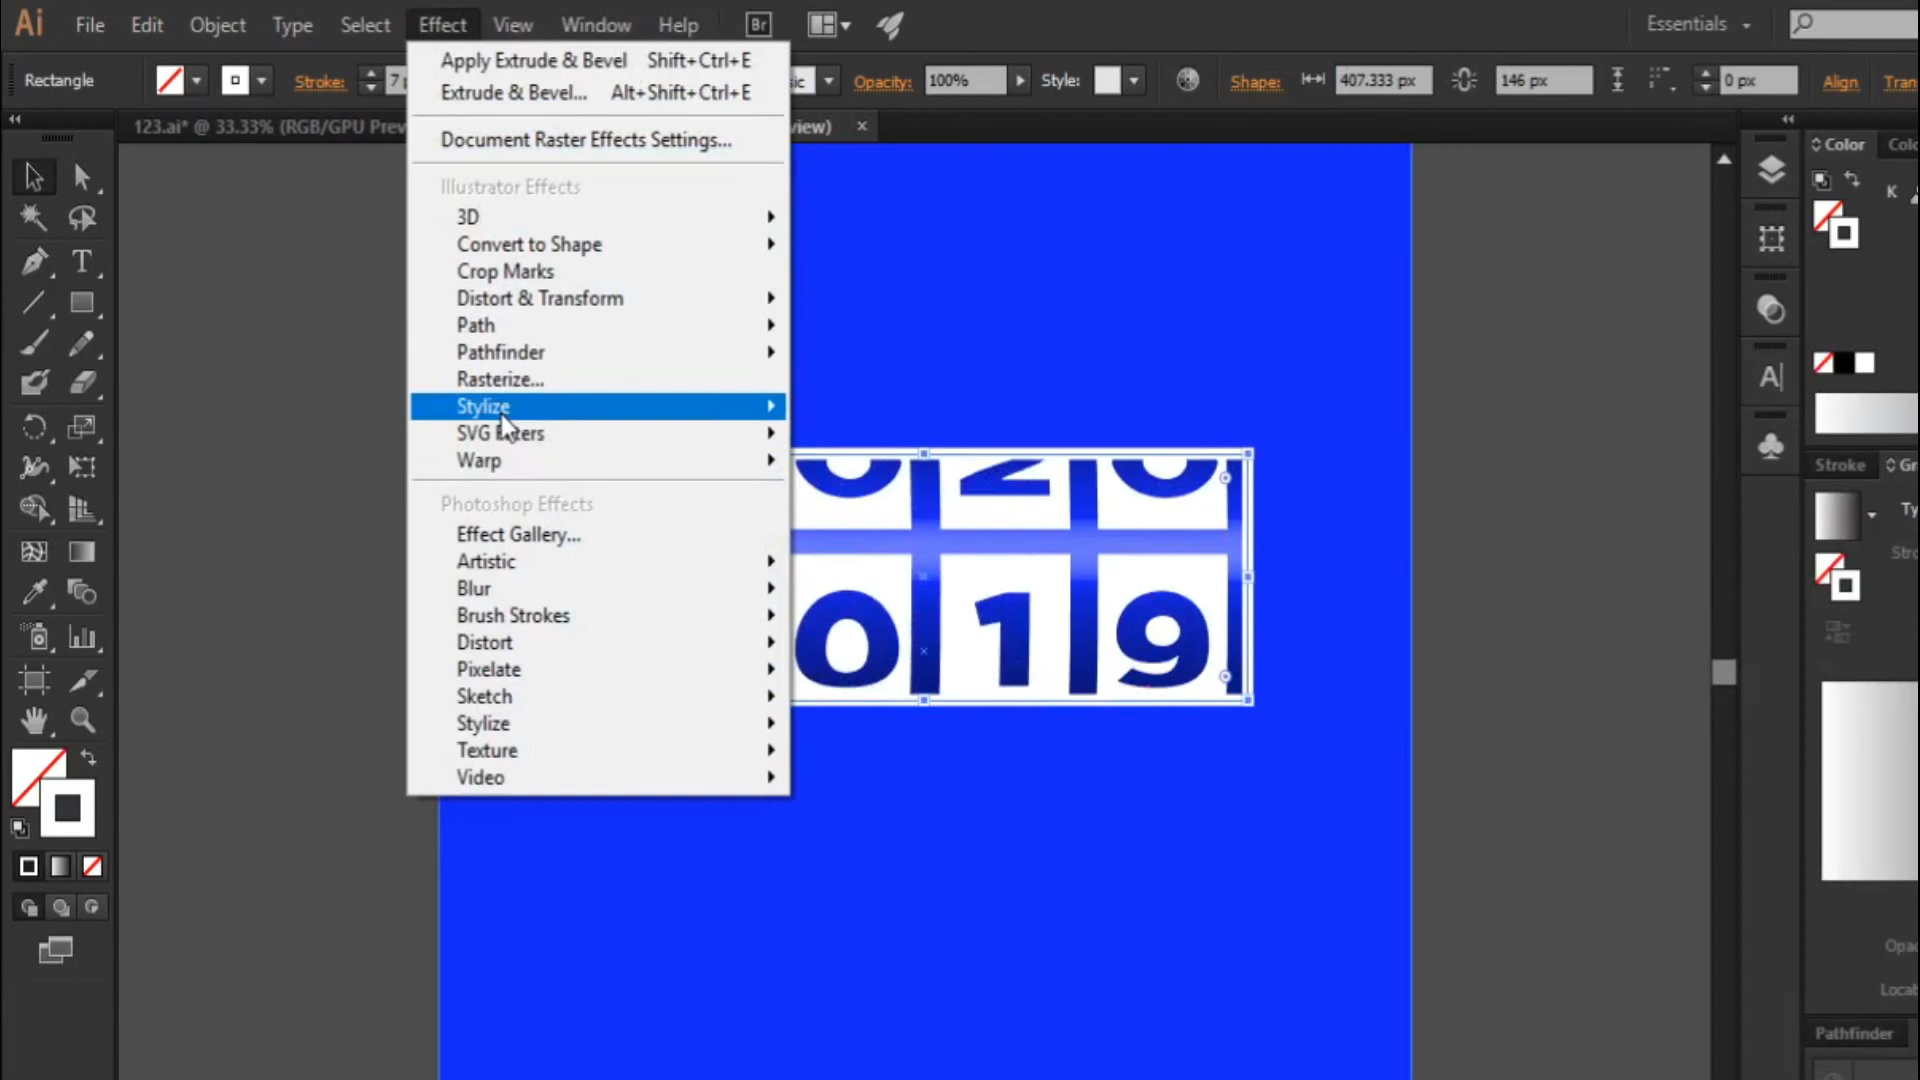 Ai File Edit Object Type Select Effect View Window Help Br Essentials
Rectangle Stroke: 7 Opacity: 100% Style: Shape: 407.333 px 146 px 0 px Align
123.ai* @ 33.33% (RGB/GPU
Apply Extrude & Bevel Shift+Ctrl+E
Extrude & Bevel... Alt+Shift+Ctrl+E
Document Raster Effects Settings...
Illustrator Effects
3D
Convert to Shape
Crop Marks
Distort & Transform
Path
Pathfinder
Rasterize...
Stylize
SVG Filters
Warp
Photoshop Effects
Effect Gallery...
Artistic
Blur
Brush Strokes
Distort
Pixelate
Sketch
Stylize
Texture
Video
0 2 0
0 1 9
Color
K
Stroke
Pathfinder